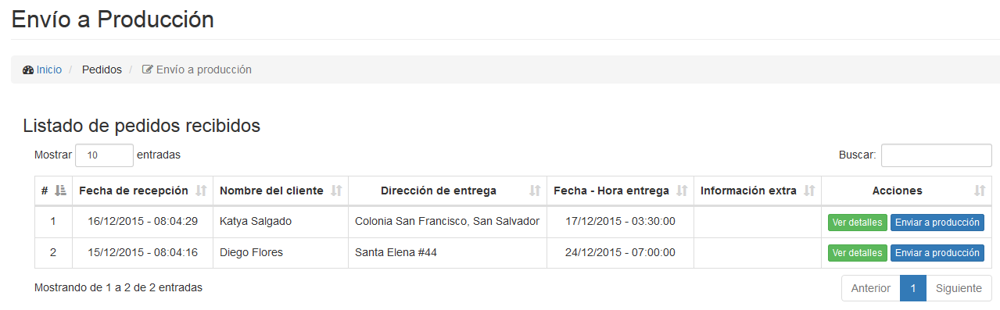 Envío a Producción
Inicio / Pedidos / Envío a producción
Listado de pedidos recibidos
Mostrar 10 entradas Buscar:
# Fecha de recepción Nombre del cliente Dirección de entrega Fecha - Hora entrega Información extra Acciones
1 16/12/2015 - 08:04:29 Katya Salgado Colonia San Francisco, San Salvador 17/12/2015 - 03:30:00 Ver detalles Enviar a producción
2 15/12/2015 - 08:04:16 Diego Flores Santa Elena #44 24/12/2015 - 07:00:00 Ver detalles Enviar a producción
Mostrando de 1 a 2 de 2 entradas Anterior 1 Siguiente